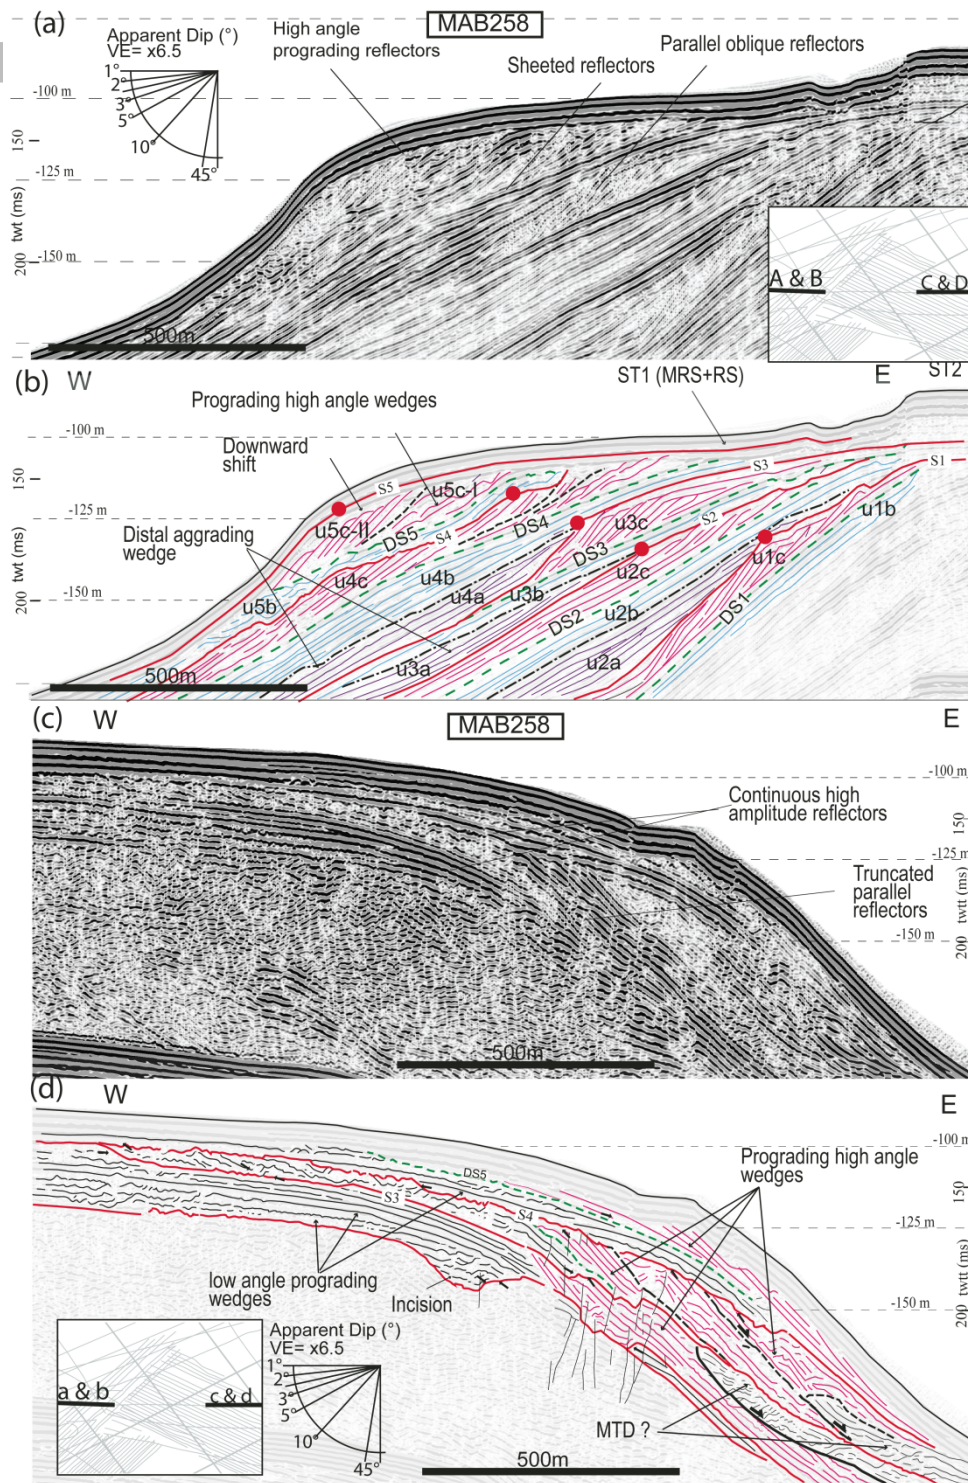 (a)
MAB258
Apparent Dip (°)
VE= x6.5
1°
2°
3°
5°
10°
45°
High angle
prograding reflectors
Sheeted reflectors
Parallel oblique reflectors
-100 m
-125 m
-150 m
150
200
twt (ms)
500m
A & B
C & D
(b)
W
E
ST1 (MRS+RS)
ST2
Prograding high angle wedges
Downward
shift
Distal aggrading
wedge
-100 m
-125 m
-150 m
150
200
twt (ms)
S5
S4
S3
S2
S1
u5c-I
u5c-II
DS5
DS4
DS3
DS2
DS1
u5b
u4c
u4b
u4a
u3c
u3b
u3a
u2c
u2b
u2a
u1c
u1b
500m
(c)
W
MAB258
E
-100 m
-125 m
-150 m
150
200
twtt (ms)
Continuous high
amplitude reflectors
Truncated
parallel
reflectors
500m
(d)
W
E
-100 m
-125 m
-150 m
150
200
twtt (ms)
Prograding high angle
wedges
DS5
S3
S4
low angle prograding
wedges
Incision
MTD ?
a & b
c & d
Apparent Dip (°)
VE= x6.5
1°
2°
3°
5°
10°
45°
500m